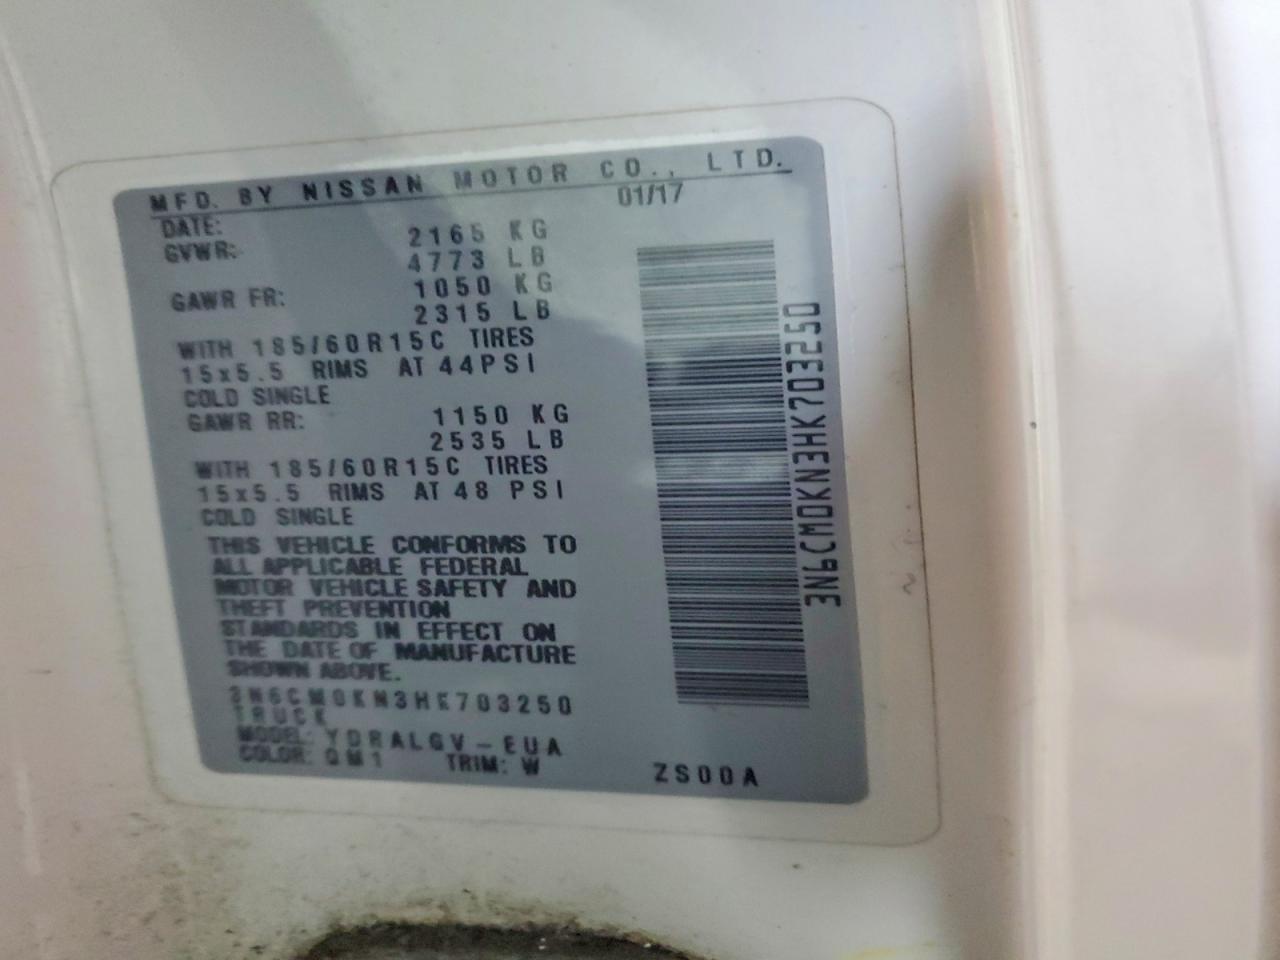 MFD. BY NISSAN MOTOR CO., LTD.
DATE: 01/17
GVWR: 2165 KG
4773 LB
GAWR FR: 1050 KG
2315 LB
WITH 185/60R15C TIRES
15x5.5 RIMS AT 44PSI
COLD SINGLE
GAWR RR: 1150 KG
2535 LB
WITH 185/60R15C TIRES
15x5.5 RIMS AT 48 PSI
COLD SINGLE
THIS VEHICLE CONFORMS TO
ALL APPLICABLE FEDERAL
MOTOR VEHICLE SAFETY AND
THEFT PREVENTION
STANDARDS IN EFFECT ON
THE DATE OF MANUFACTURE
SHOWN ABOVE.
3N6CM0KN3HK703250
TRUCK
MODEL: YDRALGV-EUA
COLOR: QM1 TRIM: W
ZS00A
3N6CM0KN3HK703250